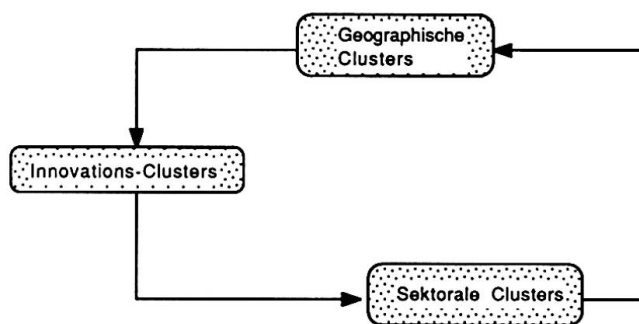 Geographische
Clusters
Innovations-Clusters
Sektorale Clusters